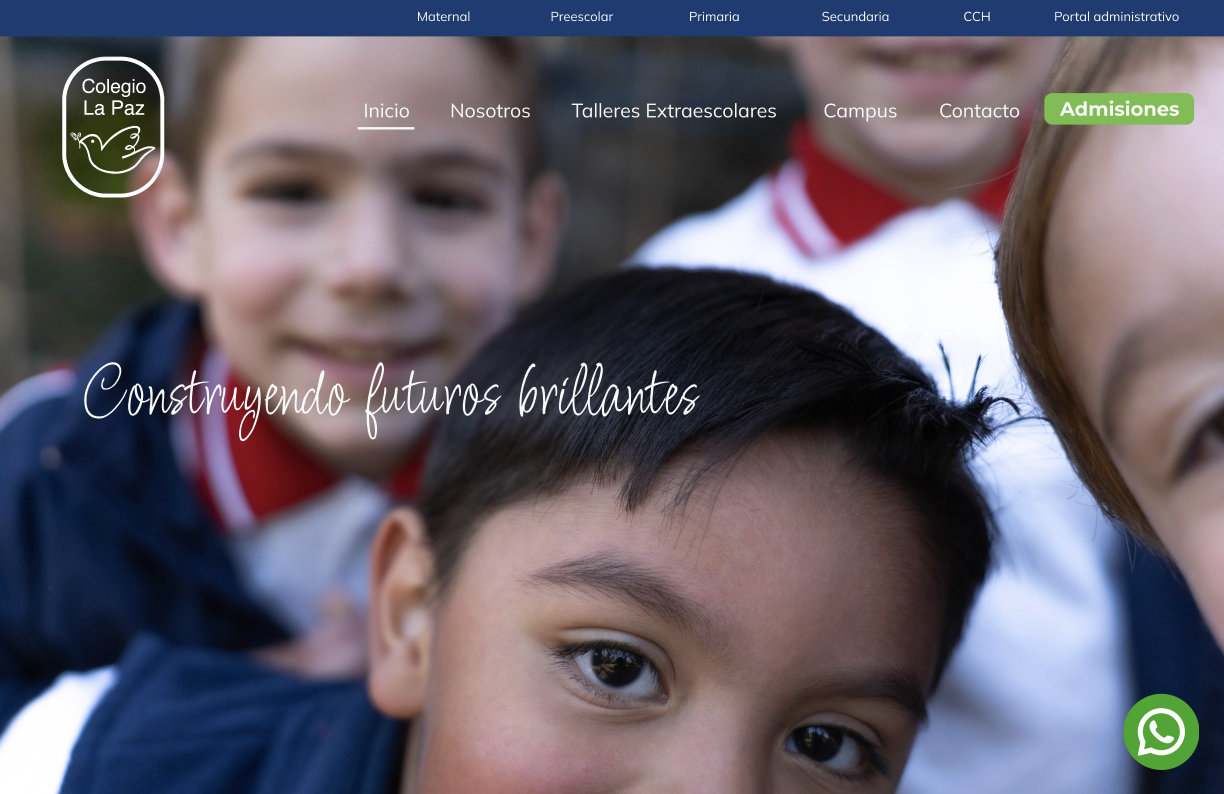 Maternal Preescolar Primaria Secundaria CCH Portal administrativo
Colegio
La Paz
Inicio Nosotros Talleres Extraescolares Campus Contacto Admisiones
Construyendo futuros brillantes